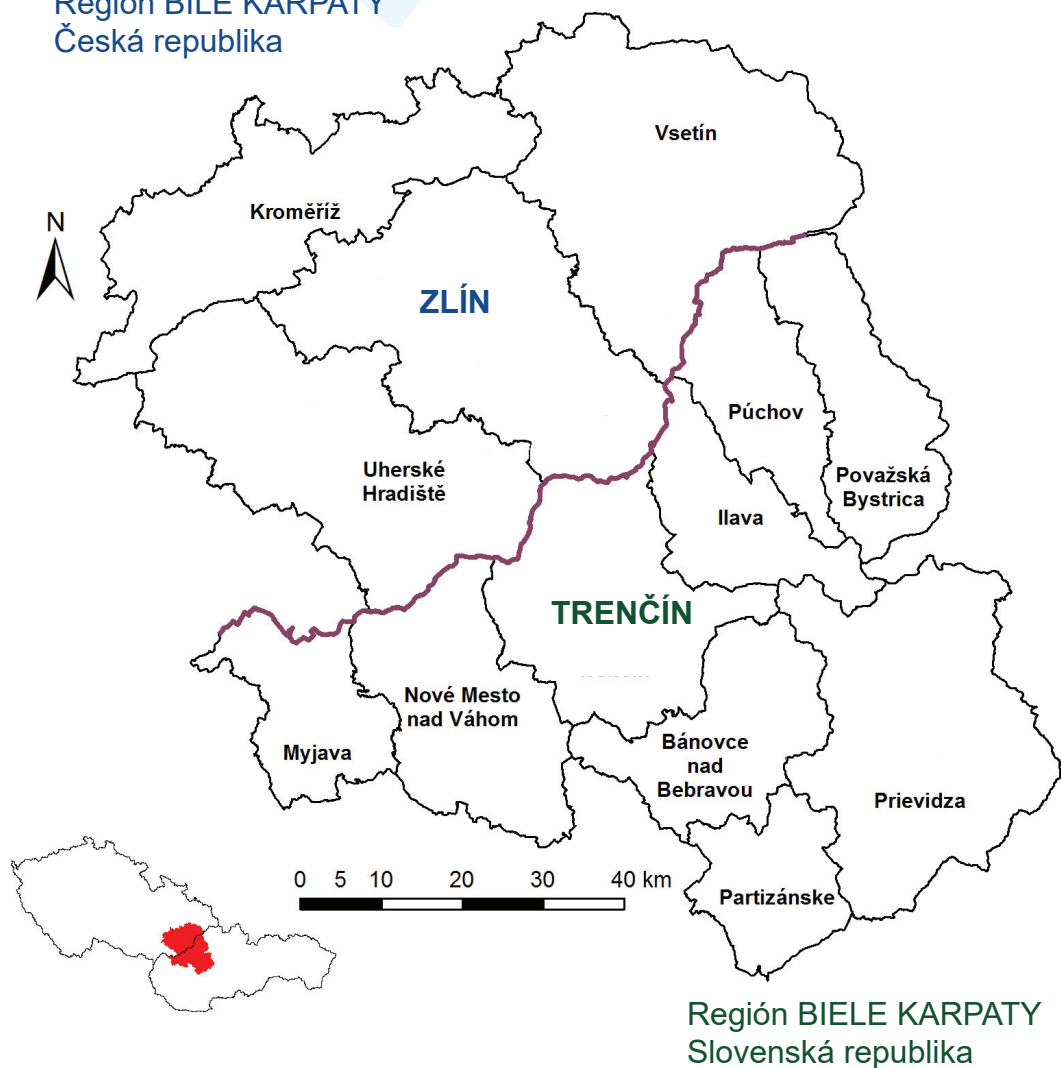 Región BÍLE KARPATY
Česká republika
Vsetín
N
Kroměříž
ZLÍN
Púchov
Uherské
Hradiště
Považská
Bystrica
Ilava
TRENČÍN
Nové Mesto
nad Váhom
Myjava
Bánovce
nad
Bebravou
Prievidza
0 5 10 20 30 40 km
Partizánske
Región BIELE KARPATY
Slovenská republika